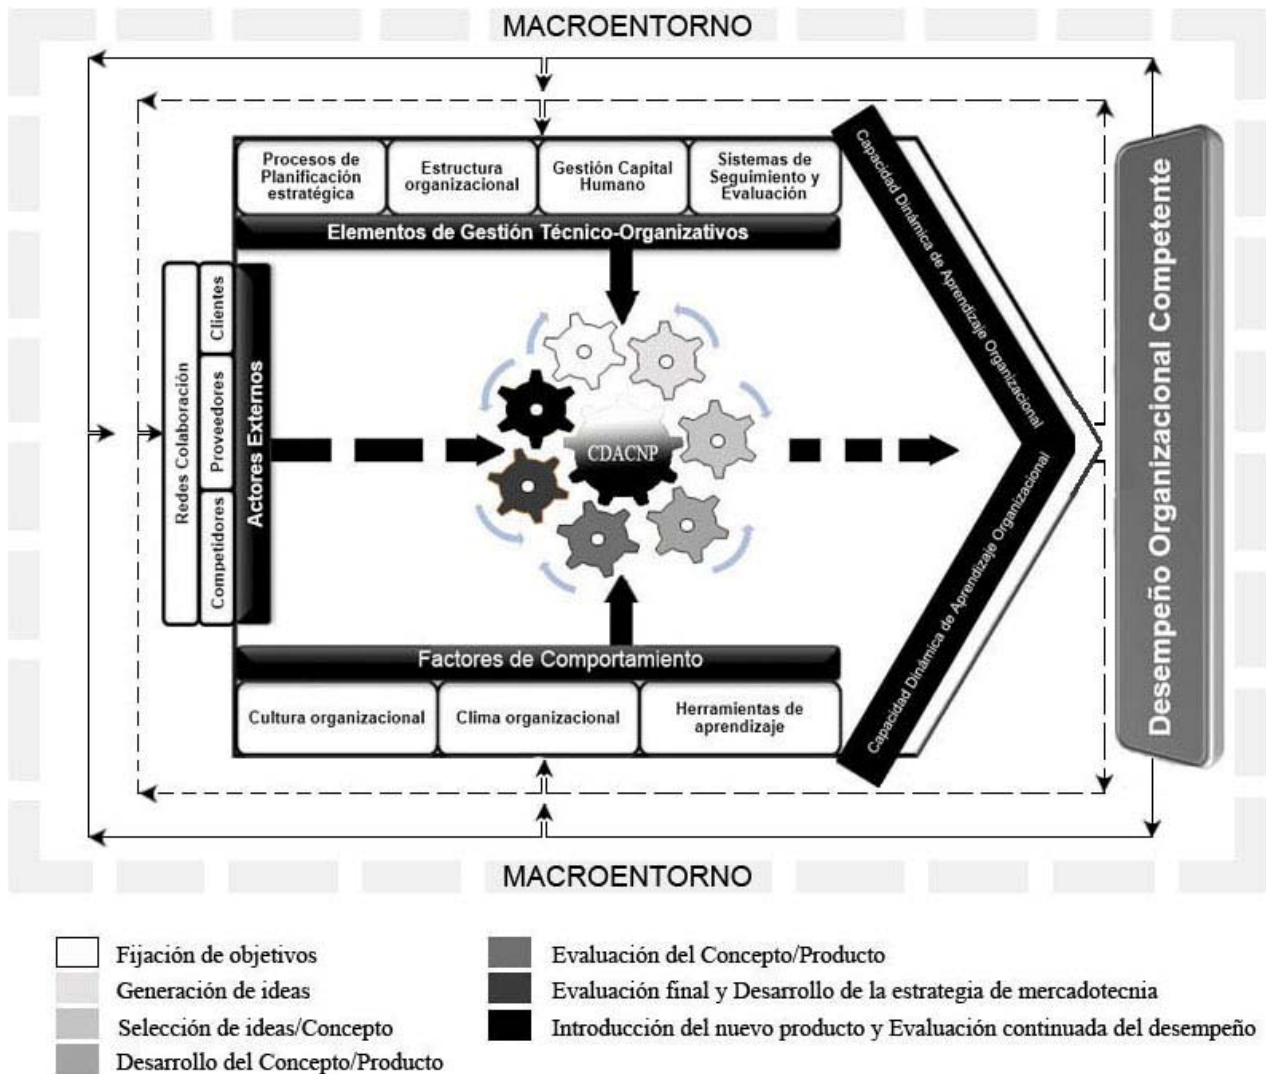 MACROENTORNO
Procesos de
Planificación
estratégica
Estructura
organizacional
Gestión Capital
Humano
Sistemas de
Seguimiento y
Evaluación
Elementos de Gestión Técnico-Organizativos
Capacidad Dinámica de Aprendizaje Organizacional
Redes Colaboración
Clientes
Proveedores
Competidores
Actores Externos
CDACNP
Desempeño Organizacional Competente
Capacidad Dinámica de Aprendizaje Organizacional
Factores de Comportamiento
Cultura organizacional
Clima organizacional
Herramientas de
aprendizaje
MACROENTORNO
Fijación de objetivos
Generación de ideas
Selección de ideas/Concepto
Desarrollo del Concepto/Producto
Evaluación del Concepto/Producto
Evaluación final y Desarrollo de la estrategia de mercadotecnia
Introducción del nuevo producto y Evaluación continuada del desempeño